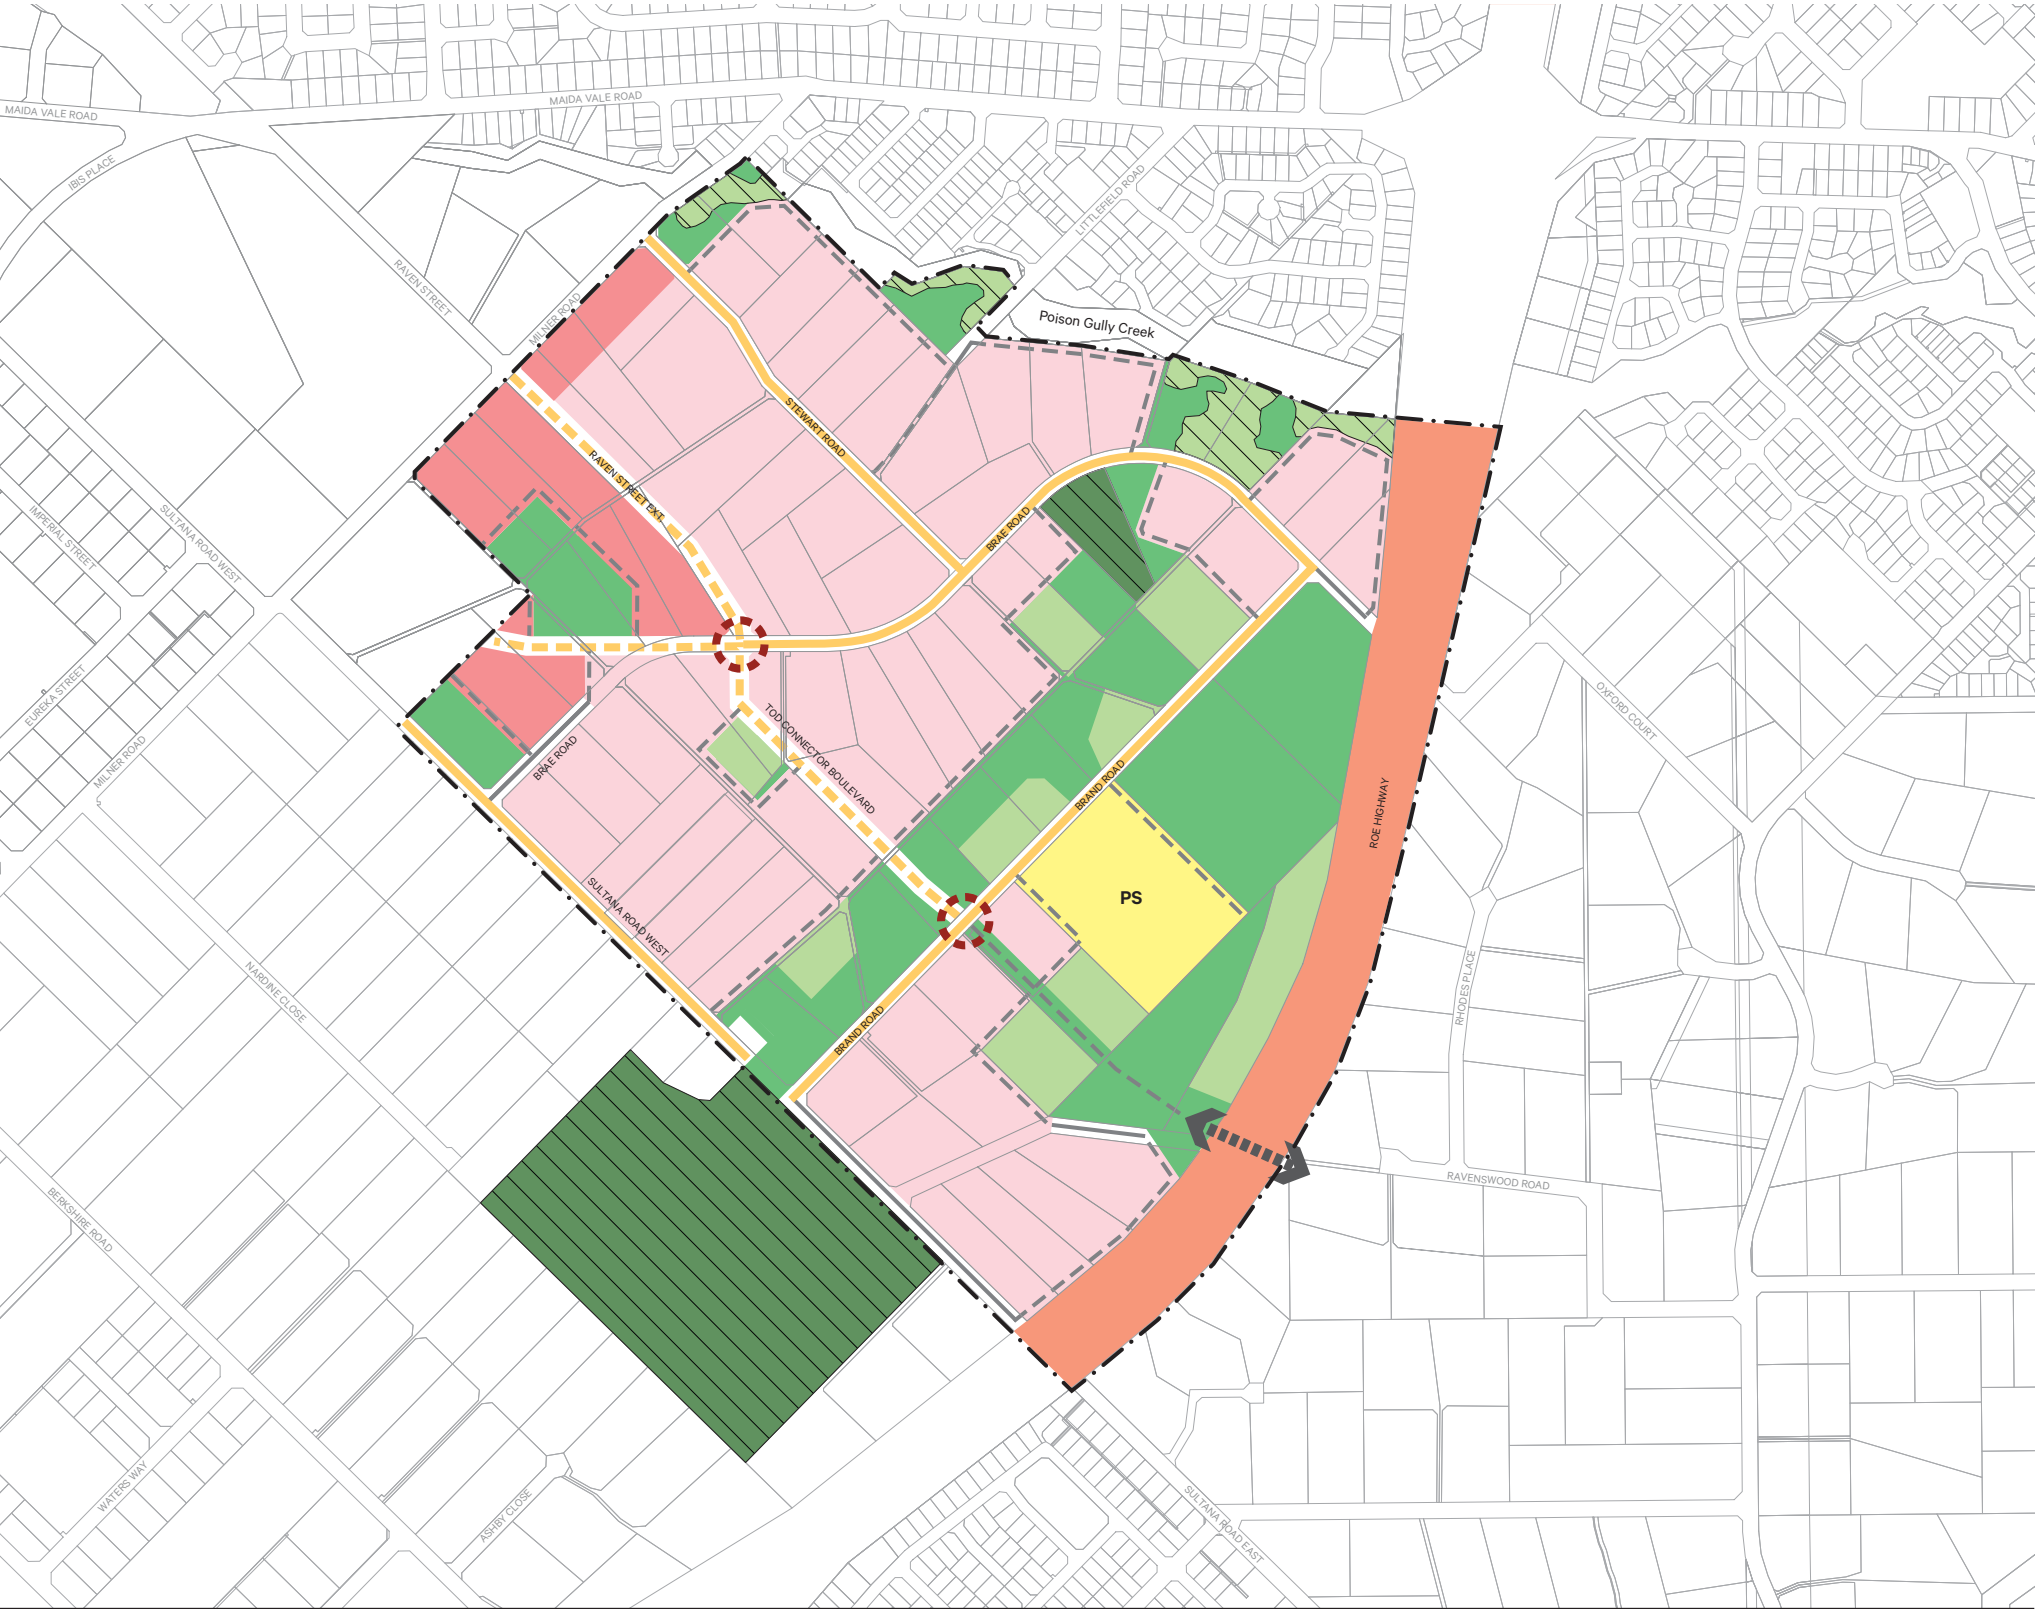 MAIDA VALE ROAD
MAIDA VALE ROAD
IBIS PLACE
LITTLEFIELD ROAD
RAVEN STREET
MILNER ROAD
Poison Gully Creek
STEWART ROAD
RAVEN STREET EXT.
IMPERIAL STREET
SULTANA ROAD WEST
BRAE ROAD
EUREKA STREET
MILNER ROAD
BRAE ROAD
TOD CONNECTOR BOULEVARD
BRAND ROAD
ROE HIGHWAY
OXFORD COURT
PS
SULTANA ROAD WEST
NARDINE CLOSE
BRAND ROAD
RHODES PLACE
RAVENSWOOD ROAD
BERKSHIRE ROAD
WATERS WAY
ASHBY CLOSE
SULTANA ROAD EAST